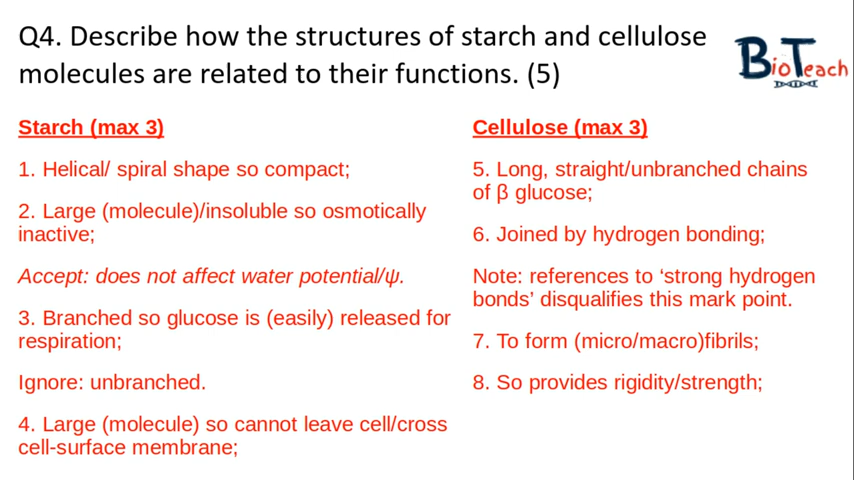 Q4. Describe how the structures of starch and cellulose
molecules are related to their functions. (5)
BioTeach
Starch (max 3)
1. Helical/ spiral shape so compact;
2. Large (molecule)/insoluble so osmotically
inactive;
Accept: does not affect water potential/ψ.
3. Branched so glucose is (easily) released for
respiration;
Ignore: unbranched.
4. Large (molecule) so cannot leave cell/cross
cell-surface membrane;
Cellulose (max 3)
5. Long, straight/unbranched chains
of β glucose;
6. Joined by hydrogen bonding;
Note: references to ‘strong hydrogen
bonds’ disqualifies this mark point.
7. To form (micro/macro)fibrils;
8. So provides rigidity/strength;